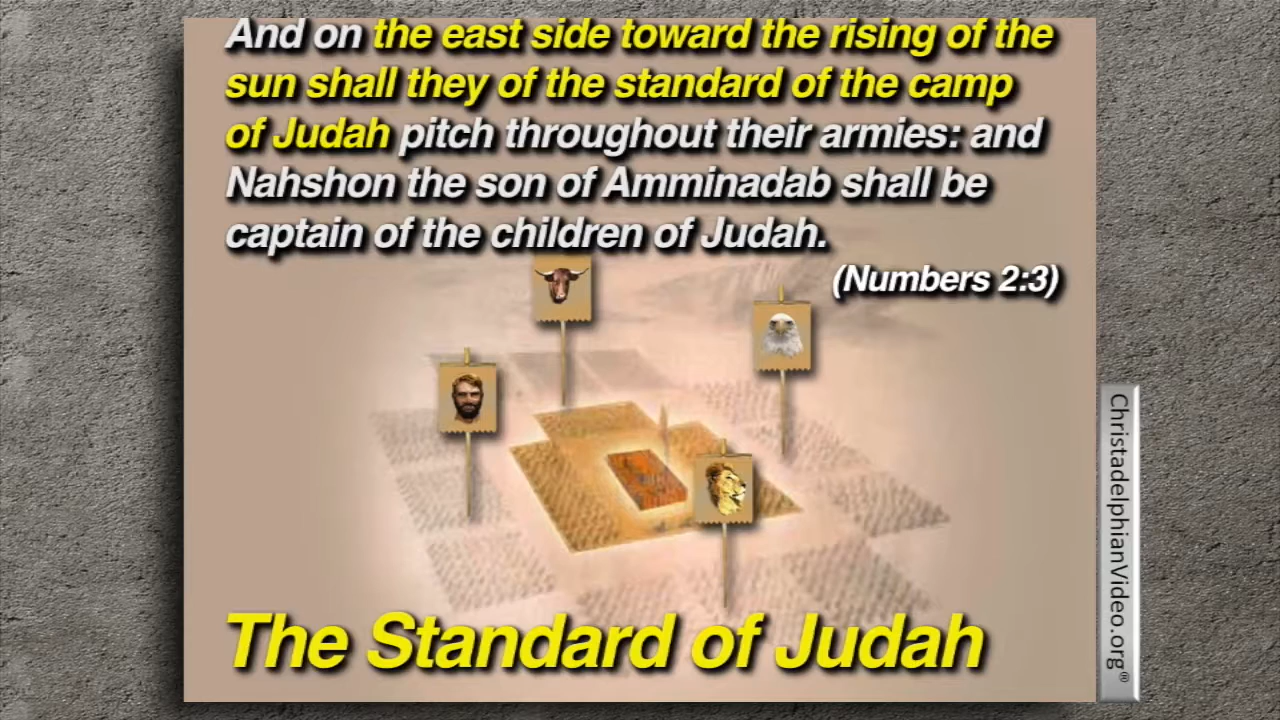 And on the east side toward the rising of the
sun shall they of the standard of the camp
of Judah pitch throughout their armies: and
Nahshon the son of Amminadab shall be
captain of the children of Judah.
(Numbers 2:3)
The Standard of Judah
ChristadelphianVideo.org®